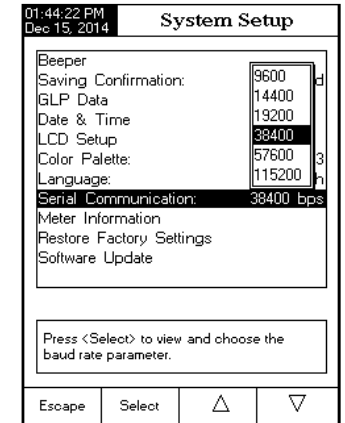 01:44:22 PM
Dec 15, 2014
System Setup
Beeper
Saving Confirmation: d
GLP Data
Date & Time
LCD Setup
Color Palette: 3
Language: h
9600
14400
19200
38400
57600
115200
Serial Communication: 38400 bps
Meter Information
Restore Factory Settings
Software Update
Press <Select> to view and choose the
baud rate parameter.
Escape Select △ ▽